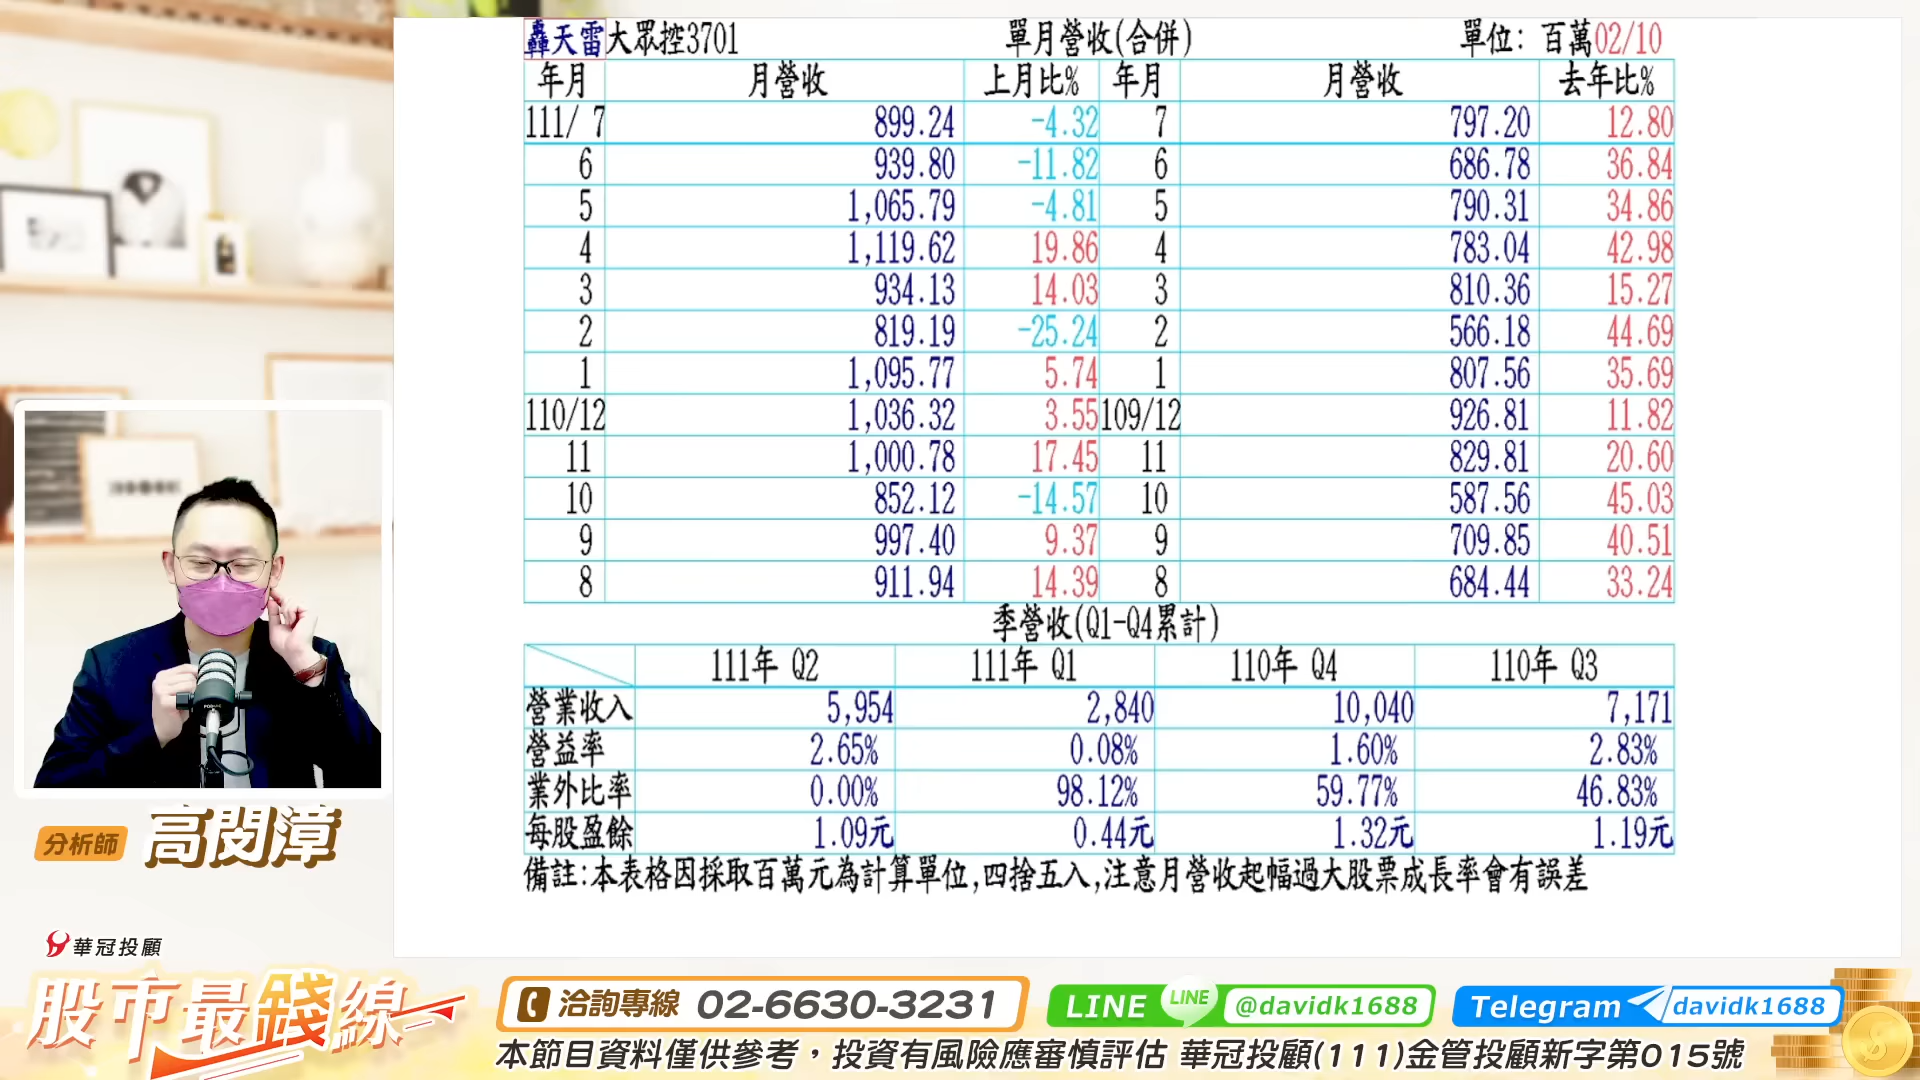 轟天雷大眾控3701 單月營收(合併) 單位: 百萬02/10
年月 月營收 上月比% 年月 月營收 去年比%
111/ 7 899.24 -4.32 7 797.20 12.80
6 939.80 -11.82 6 686.78 36.84
5 1,065.79 -4.81 5 790.31 34.86
4 1,119.62 19.86 4 783.04 42.98
3 934.13 14.03 3 810.36 15.27
2 819.19 -25.24 2 566.18 44.69
1 1,095.77 5.74 1 807.56 35.69
110/12 1,036.32 3.55 109/12 926.81 11.82
11 1,000.78 17.45 11 829.81 20.60
10 852.12 -14.57 10 587.56 45.03
9 997.40 9.37 9 709.85 40.51
8 911.94 14.39 8 684.44 33.24
季營收(Q1-Q4累計)
111年 Q2 111年 Q1 110年 Q4 110年 Q3
營業收入 5,954 2,840 10,040 7,171
營益率 2.65% 0.08% 1.60% 2.83%
業外比率 0.00% 98.12% 59.77% 46.83%
每股盈餘 1.09元 0.44元 1.32元 1.19元
備註:本表格因採取百萬元為計算單位,四捨五入,注意月營收起幅過大股票成長率會有誤差
分析師 高閔漳
華冠投顧
股市最錢線
洽詢專線 02-6630-3231 LINE LINE @davidk1688 Telegram davidk1688
本節目資料僅供參考，投資有風險應審慎評估 華冠投顧(111)金管投顧新字第015號